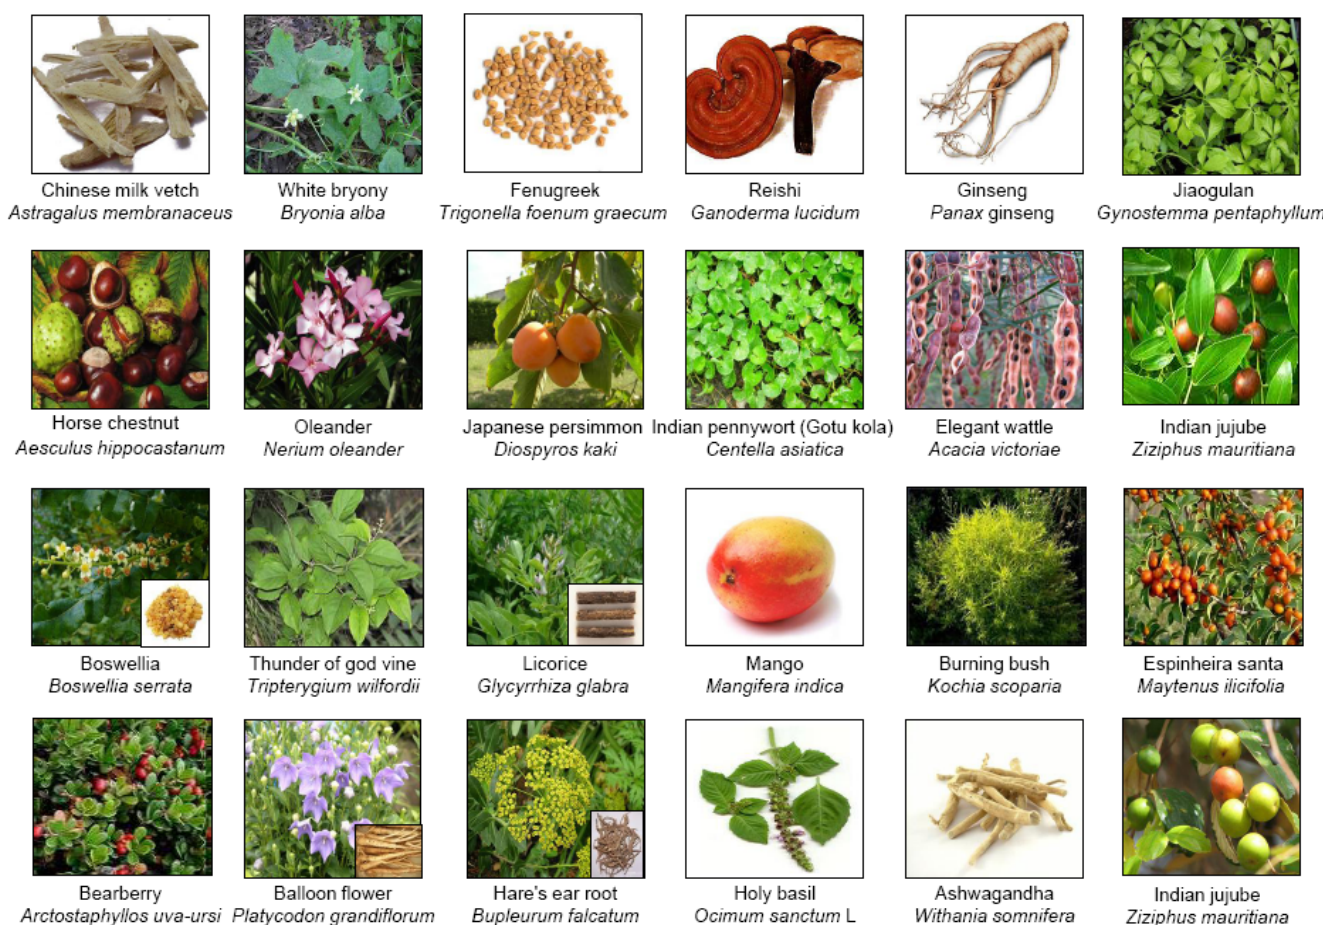 Chinese milk vetch
Astragalus membranaceus
White bryony
Bryonia alba
Fenugreek
Trigonella foenum graecum
Reishi
Ganoderma lucidum
Ginseng
Panax ginseng
Jiaogulan
Gynostemma pentaphyllum
Horse chestnut
Aesculus hippocastanum
Oleander
Nerium oleander
Japanese persimmon
Diospyros kaki
Indian pennywort (Gotu kola)
Centella asiatica
Elegant wattle
Acacia victoriae
Indian jujube
Ziziphus mauritiana
Boswellia
Boswellia serrata
Thunder of god vine
Tripterygium wilfordii
Licorice
Glycyrrhiza glabra
Mango
Mangifera indica
Burning bush
Kochia scoparia
Espinheira santa
Maytenus ilicifolia
Bearberry
Arctostaphyllos uva-ursi
Balloon flower
Platycodon grandiflorum
Hare's ear root
Bupleurum falcatum
Holy basil
Ocimum sanctum L
Ashwagandha
Withania somnifera
Indian jujube
Ziziphus mauritiana